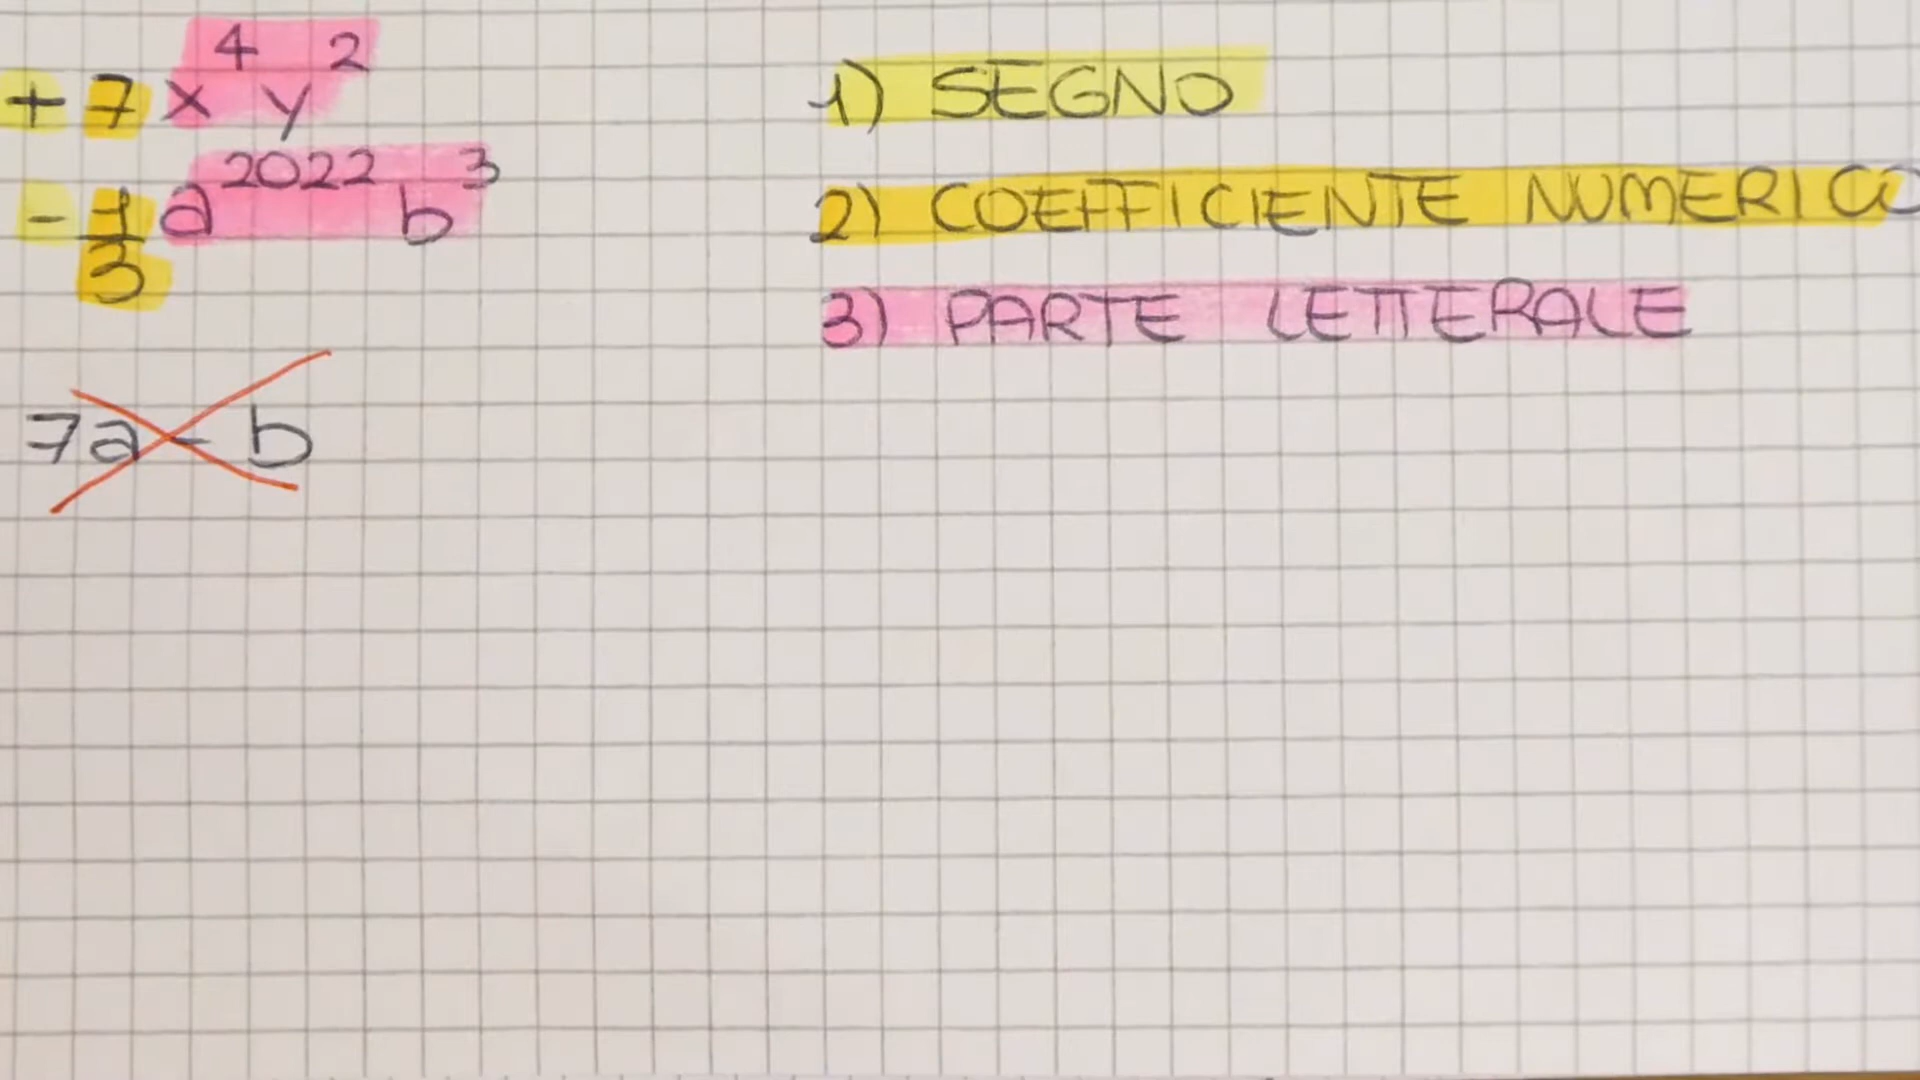 + 7 x⁴ y²
- 1/3 a²⁰²² b³
7a - b
1) SEGNO
2) COEFFICIENTE NUMERICO
3) PARTE LETTERALE